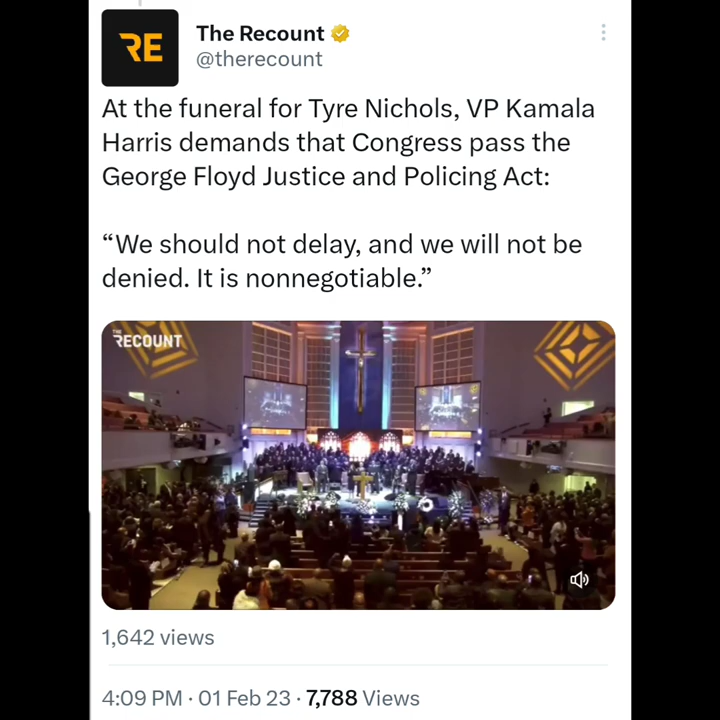 RE
The Recount
@therecount
At the funeral for Tyre Nichols, VP Kamala
Harris demands that Congress pass the
George Floyd Justice and Policing Act:
“We should not delay, and we will not be
denied. It is nonnegotiable.”
THE
RECOUNT
1,642 views
4:09 PM · 01 Feb 23 · 7,788 Views